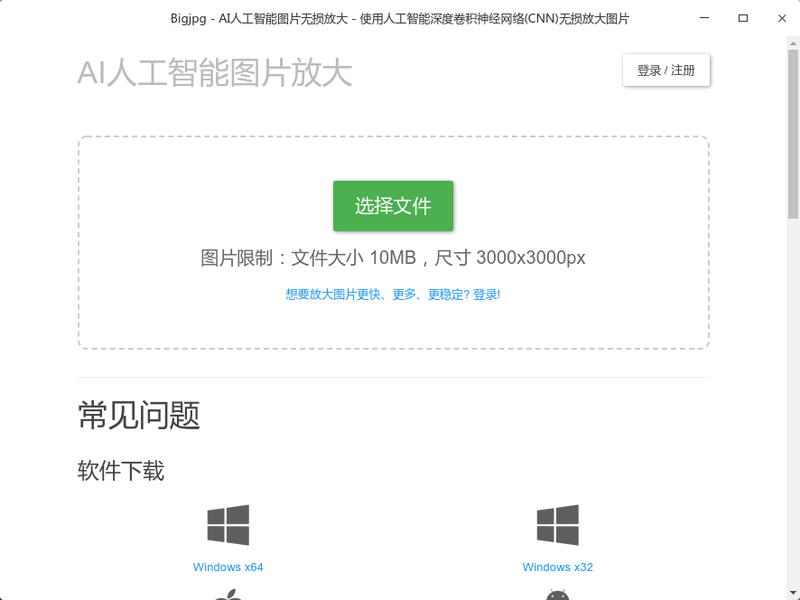 Bigjpg - AI人工智能图片无损放大 - 使用人工智能深度卷积神经网络(CNN)无损放大图片
AI人工智能图片放大
登录 / 注册
选择文件
图片限制：文件大小 10MB，尺寸 3000x3000px
想要放大图片更快、更多、更稳定? 登录!
常见问题
软件下载
Windows x64
Windows x32